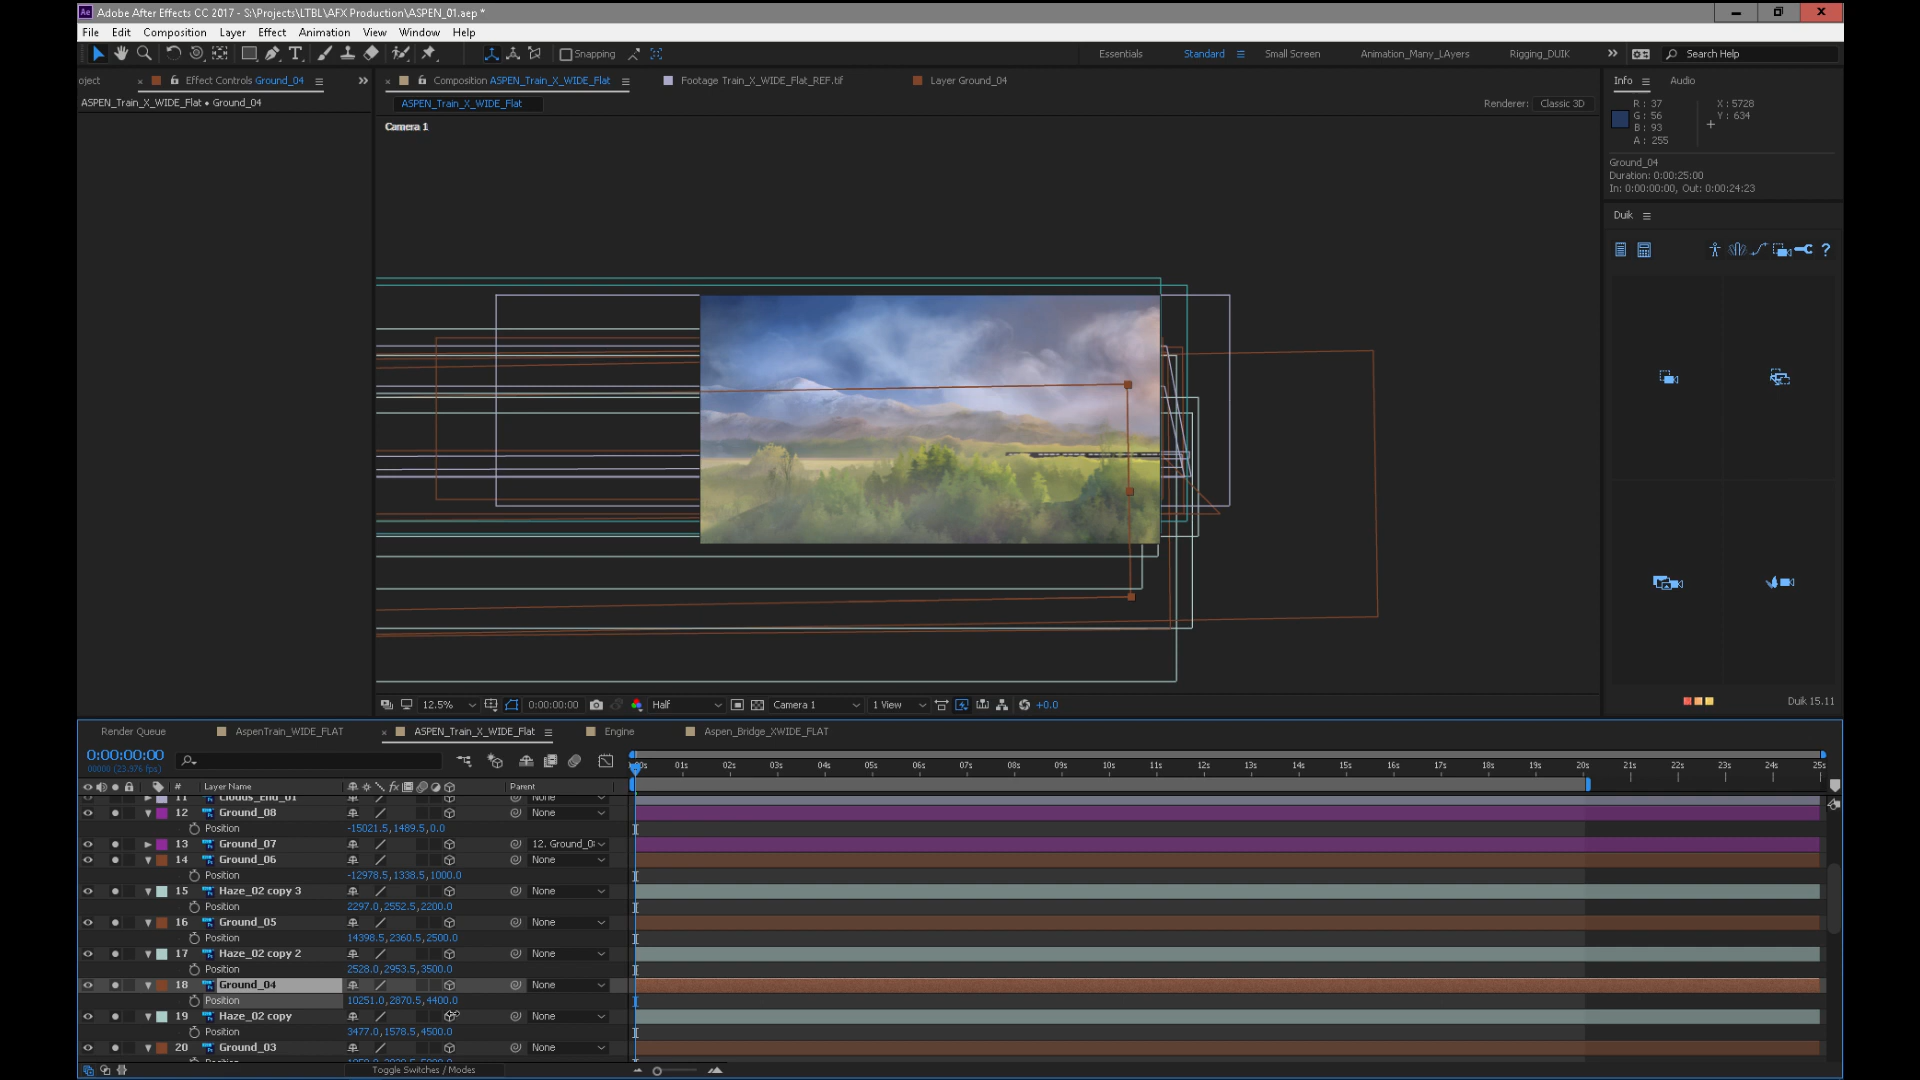 Adobe After Effects CC 2017 - S:\Projects\LTBL\AFX Production\ASPEN_01.aep *
File Edit Composition Layer Effect Animation View Window Help
Snapping Essentials Standard Small Screen Animation_Many_LAyers Rigging_DUIK Search Help
oject Effect Controls Ground_04 Composition ASPEN_Train_X_WIDE_Flat Footage Train_X_WIDE_Flat_REF.tif Layer Ground_04 Info Audio
ASPEN_Train_X_WIDE_Flat • Ground_04 ASPEN_Train_X_WIDE_Flat Renderer: Classic 3D
Camera 1
R : 37 X : 5728
G : 56 Y : 634
B : 93
A : 255
Ground_04
Duration: 0:00:25:00
In: 0:00:00:00, Out: 0:00:24:23
Duik
12.5% 0:00:00:00 Half Camera 1 1 View +0.0 Duik 15.11
Render Queue AspenTrain_WIDE_FLAT ASPEN_Train_X_WIDE_Flat Engine Aspen_Bridge_XWIDE_FLAT
0:00:00:00
00000 (23.976 fps)
01s 02s 03s 04s 05s 06s 07s 08s 09s 10s 11s 12s 13s 14s 15s 16s 17s 18s 19s 20s 21s 22s 23s 24s 25s
# Layer Name Parent
11 Clouds_End_01 None
12 Ground_08 None
Position -15021.5,1489.5,0.0
13 Ground_07 12. Ground_0
14 Ground_06 None
Position -12978.5,1338.5,1000.0
15 Haze_02 copy 3 None
Position 2297.0,2552.5,2200.0
16 Ground_05 None
Position 14398.5,2360.5,2500.0
17 Haze_02 copy 2 None
Position 2528.0,2953.5,3500.0
18 Ground_04 None
Position 10251.0,2870.5,4400.0
19 Haze_02 copy None
Position 3477.0,1578.5,4500.0
20 Ground_03 None
Toggle Switches / Modes